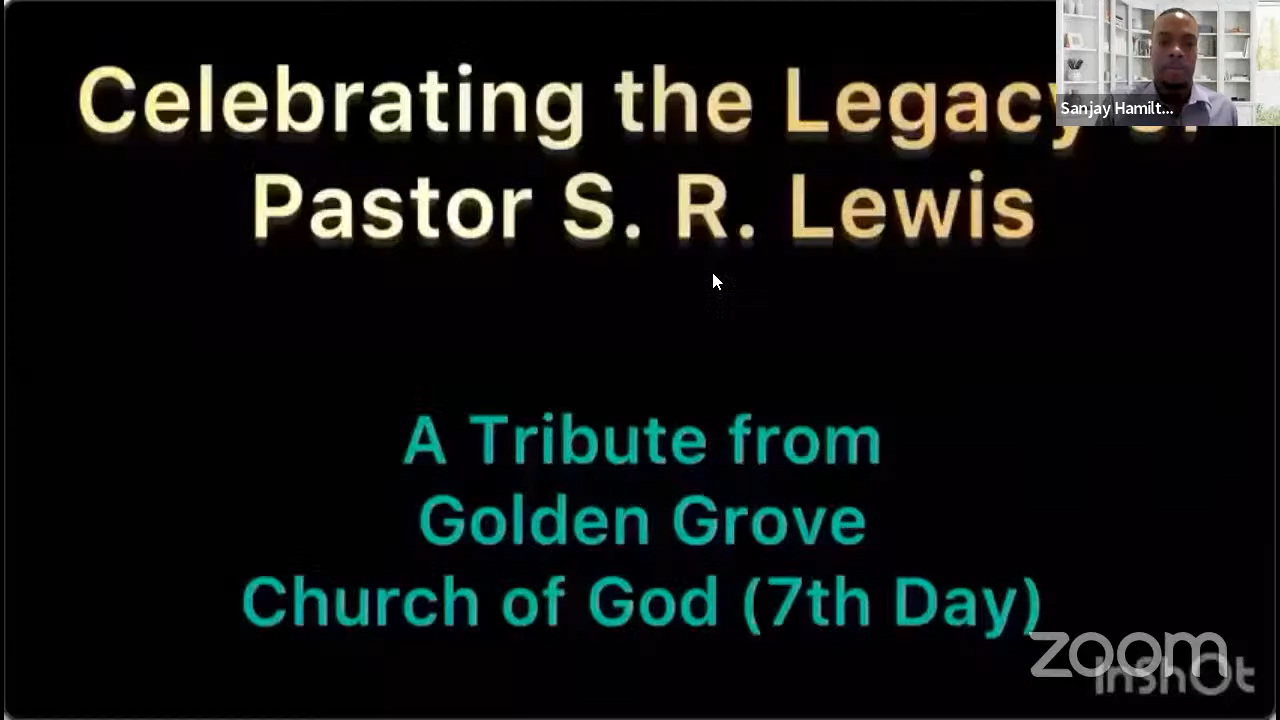 Celebrating the Legacy
Pastor S. R. Lewis
Sanjay Hamilt...
A Tribute from
Golden Grove
Church of God (7th Day)
zoom
InShOt